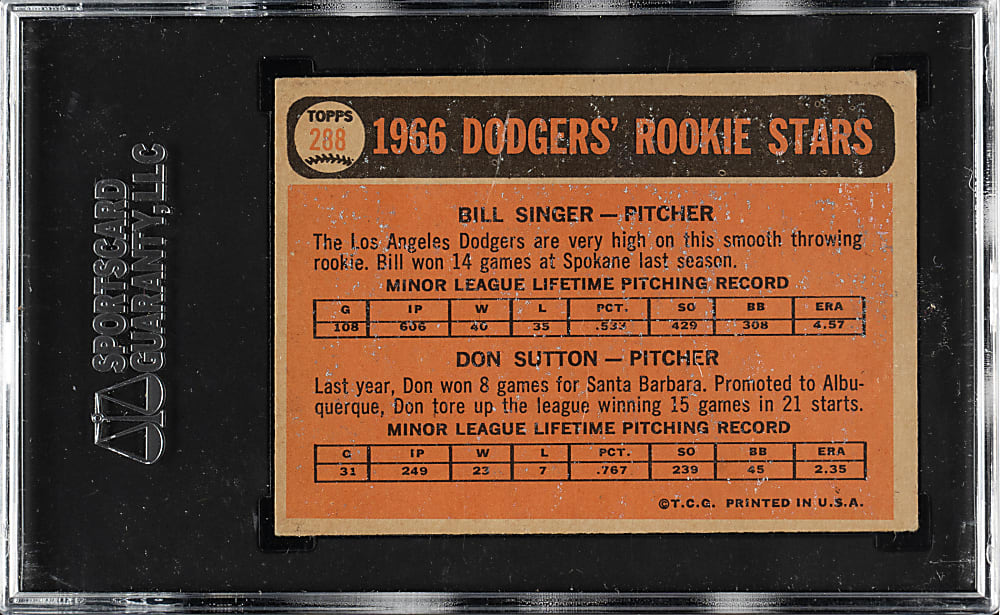 SPORTSCARD
GUARANTY, LLC
TOPPS
288
1966 DODGERS' ROOKIE STARS
BILL SINGER — PITCHER
The Los Angeles Dodgers are very high on this smooth throwing
rookie. Bill won 14 games at Spokane last season.
MINOR LEAGUE LIFETIME PITCHING RECORD
G IP W L PCT. SO BB ERA
108 606 40 35 .533 429 308 4.57
DON SUTTON — PITCHER
Last year, Don won 8 games for Santa Barbara. Promoted to Albu-
querque, Don tore up the league winning 15 games in 21 starts.
MINOR LEAGUE LIFETIME PITCHING RECORD
G IP W L PCT. SO BB ERA
31 249 23 7 .767 239 45 2.35
©T.C.G. PRINTED IN U.S.A.